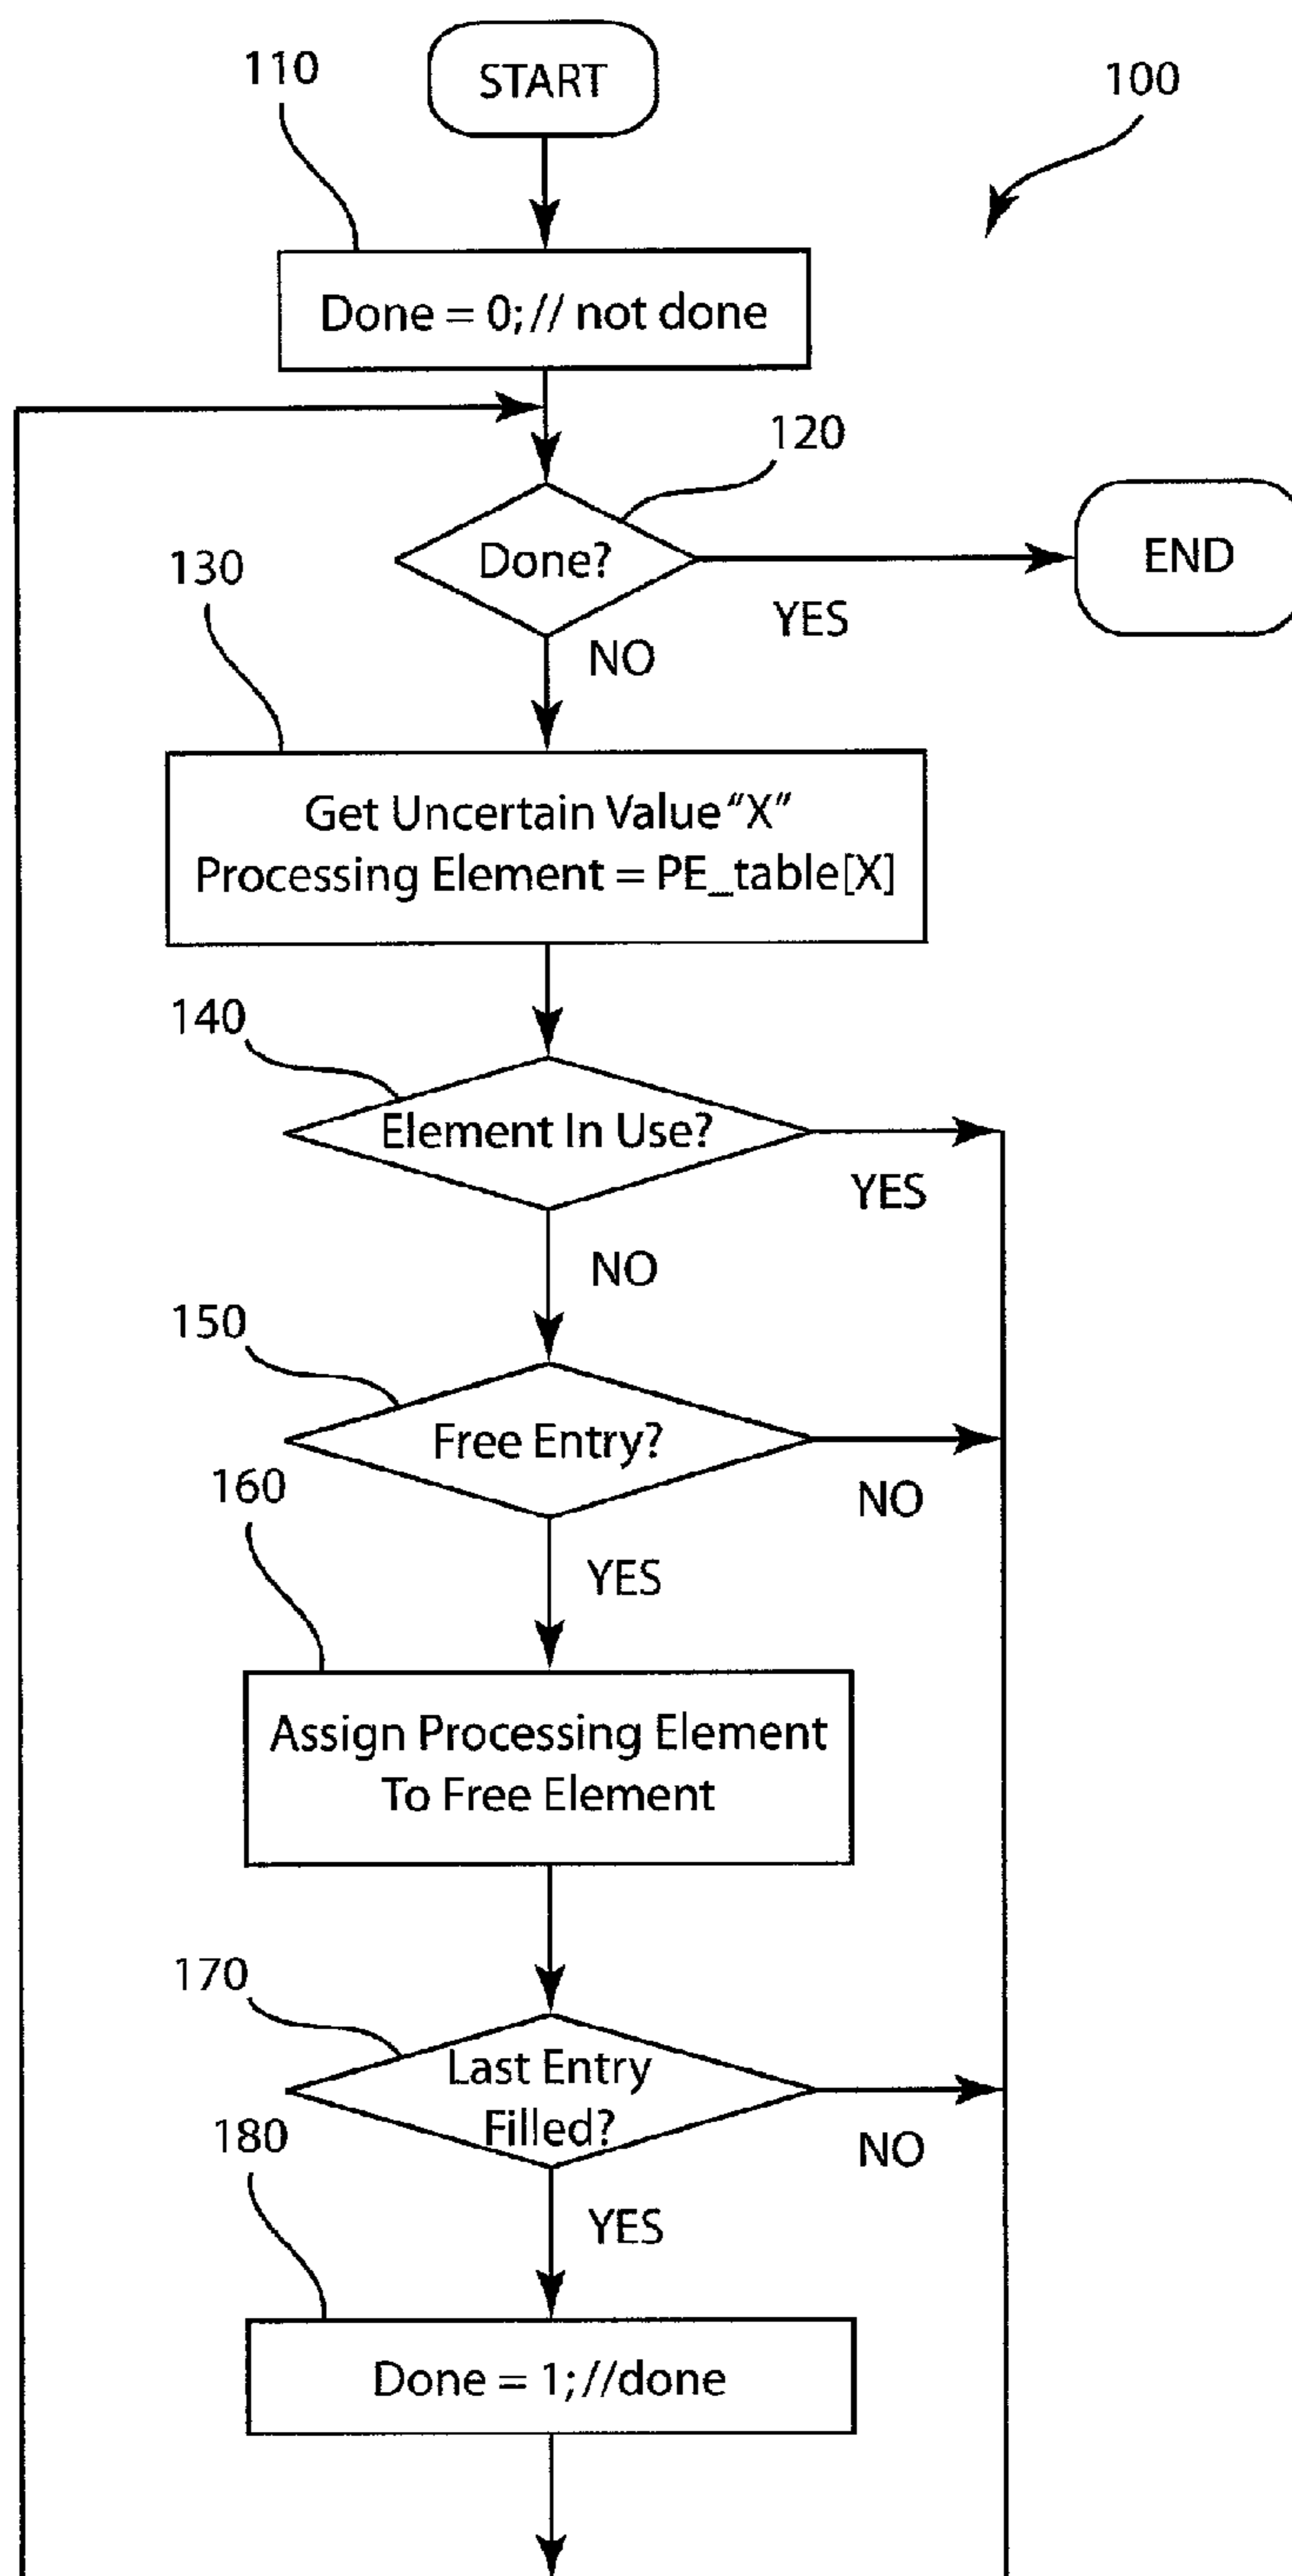 START
110
100
Done = 0; // not done
120
Done?
END
YES
NO
130
Get Uncertain Value “X”
Processing Element = PE_table[X]
140
Element In Use?
YES
NO
150
Free Entry?
NO
YES
160
Assign Processing Element
To Free Element
170
Last Entry
Filled?
NO
YES
180
Done = 1; //done